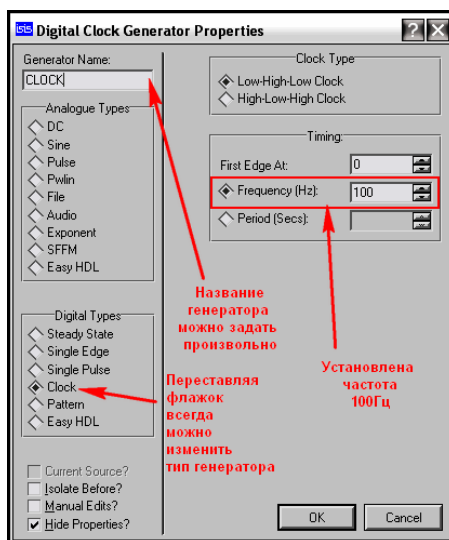 isis Digital Clock Generator Properties
Generator Name:
CLOCK
Analogue Types
DC
Sine
Pulse
Pwlin
File
Audio
Exponent
SFFM
Easy HDL
Digital Types
Steady State
Single Edge
Single Pulse
Clock
Pattern
Easy HDL
Current Source?
Isolate Before?
Manual Edits?
Hide Properties?
Clock Type
Low-High-Low Clock
High-Low-High Clock
Timing:
First Edge At: 0
Frequency (Hz): 100
Period (Secs):
Название
генератора
можно задать
произвольно
Установлена
частота
100Гц
Переставляя
флажок
всегда
можно
изменить
тип генератора
OK Cancel